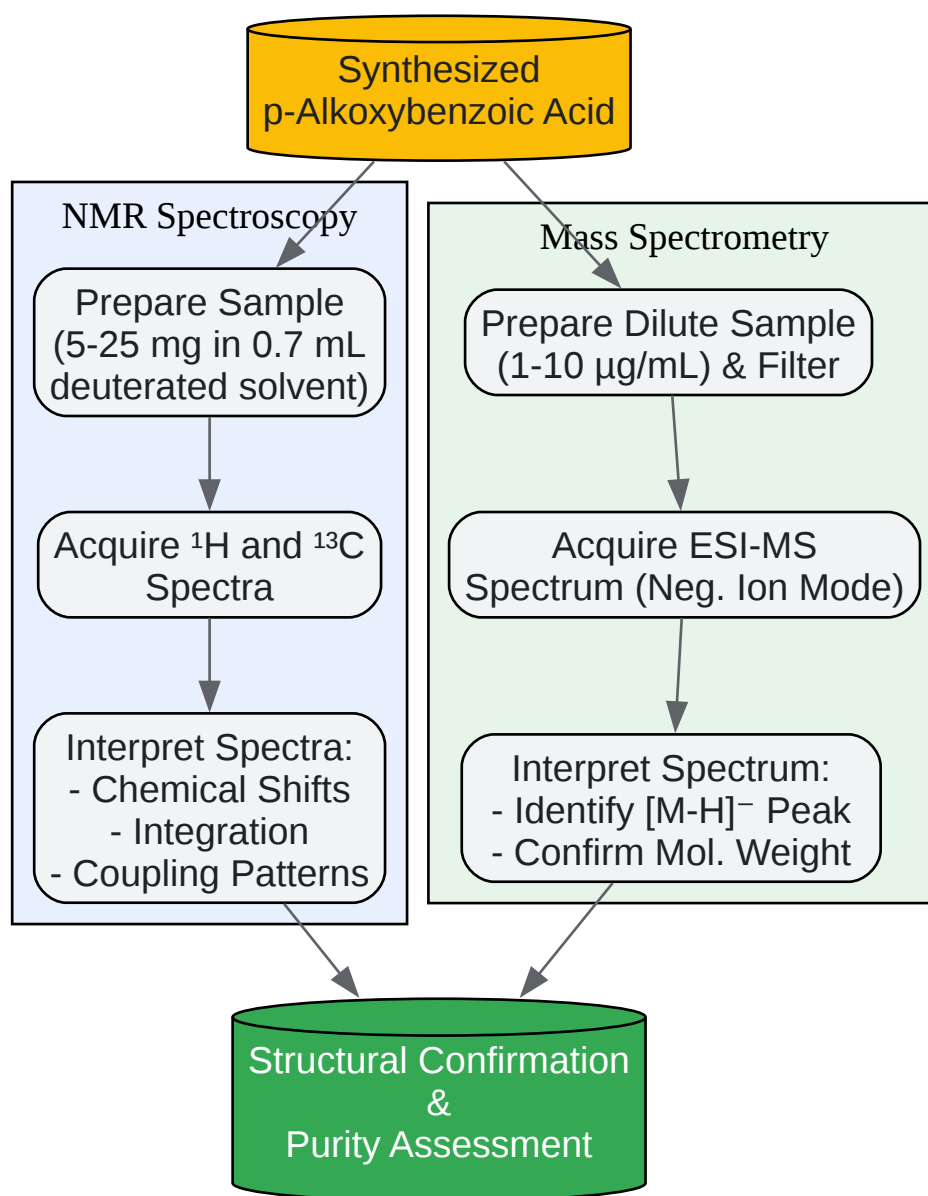 Synthesized
p-Alkoxybenzoic Acid
NMR Spectroscopy
Prepare Sample
(5-25 mg in 0.7 mL
deuterated solvent)
Acquire ¹H and ¹³C
Spectra
Interpret Spectra:
- Chemical Shifts
- Integration
- Coupling Patterns
Mass Spectrometry
Prepare Dilute Sample
(1-10 µg/mL) & Filter
Acquire ESI-MS
Spectrum (Neg. Ion Mode)
Interpret Spectrum:
- Identify [M-H]⁻ Peak
- Confirm Mol. Weight
Structural Confirmation
&
Purity Assessment